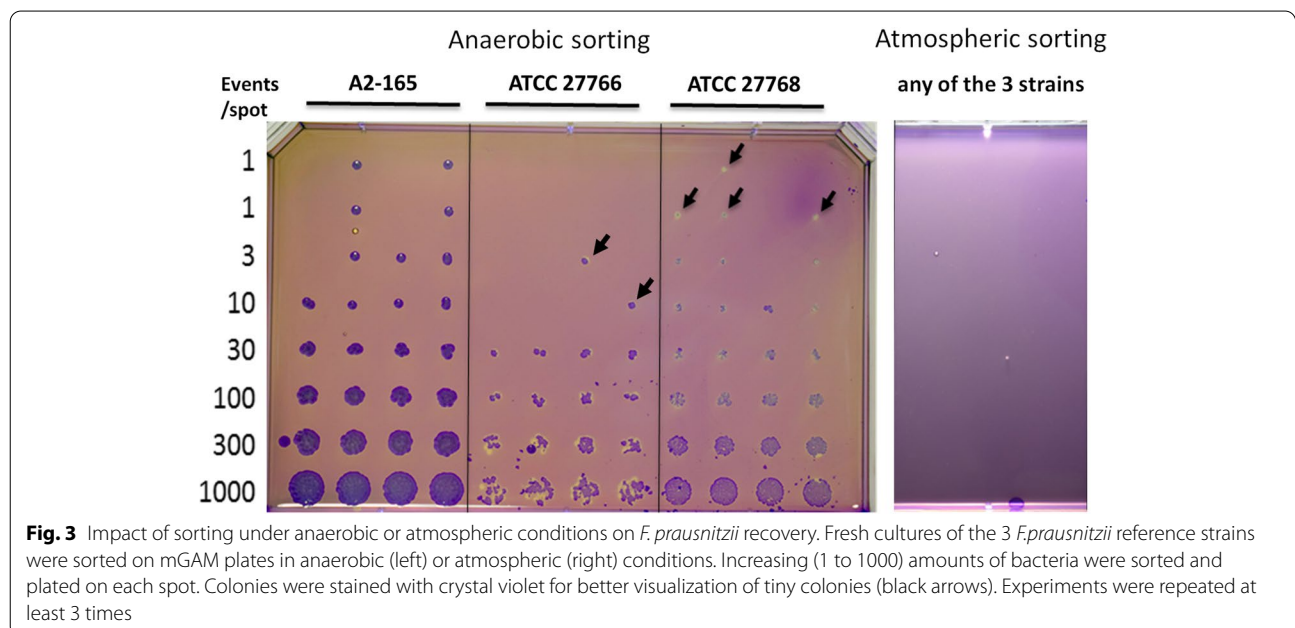 Anaerobic sorting
Atmospheric sorting
Events
/spot
A2-165
ATCC 27766
ATCC 27768
any of the 3 strains
1
1
3
10
30
100
300
1000
Fig. 3 Impact of sorting under anaerobic or atmospheric conditions on F. prausnitzii recovery. Fresh cultures of the 3 F.prausnitzii reference strains
were sorted on mGAM plates in anaerobic (left) or atmospheric (right) conditions. Increasing (1 to 1000) amounts of bacteria were sorted and
plated on each spot. Colonies were stained with crystal violet for better visualization of tiny colonies (black arrows). Experiments were repeated at
least 3 times